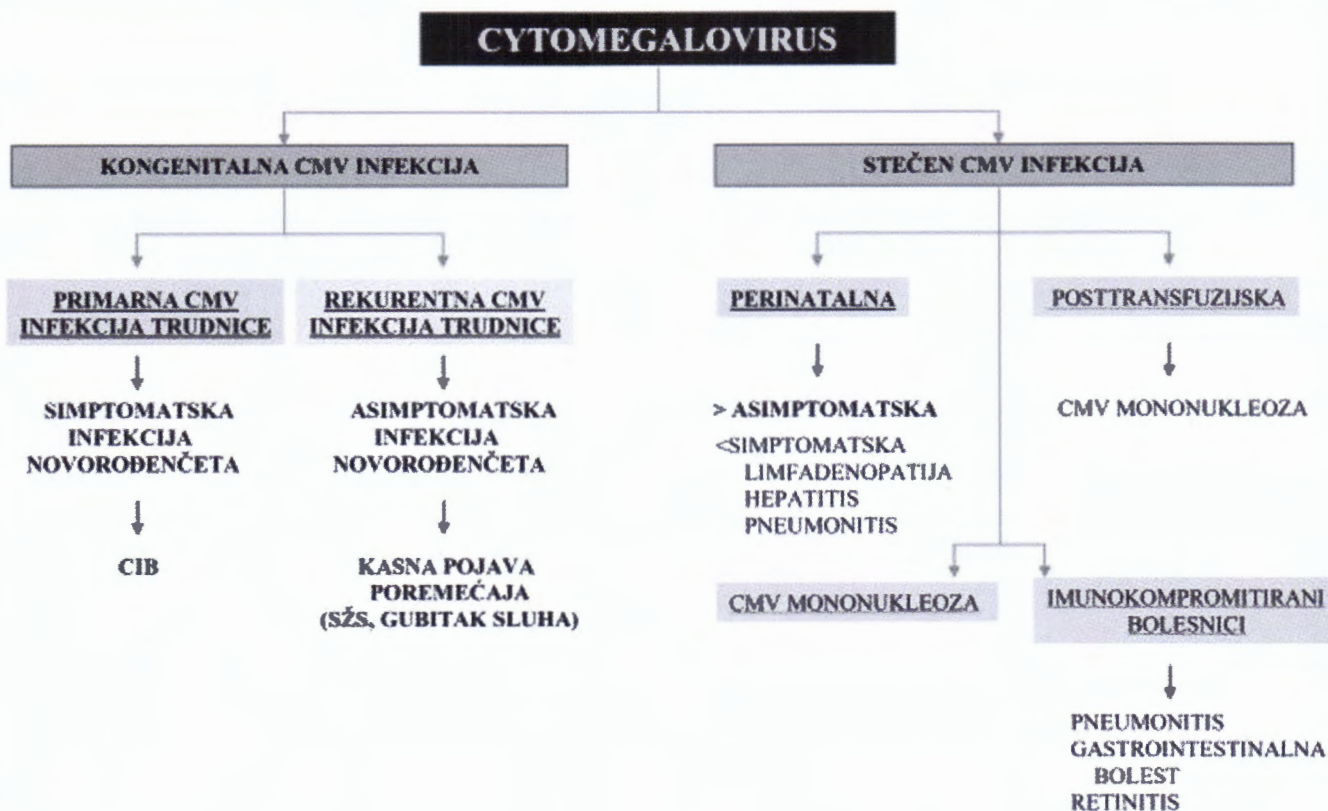 CYTOMEGALOVIRUS
KONGENITALNA CMV INFEKCIJA
PRIMARNA CMV
INFEKCIJA TRUDNICE
SIMPTOMATSKA
INFEKCIJA
NOVOROĐENČETA
CIB
REKURENTNA CMV
INFEKCIJA TRUDNICE
ASIMPTOMATSKA
INFEKCIJA
NOVOROĐENČETA
KASNA POJAVA
POREMEĆAJA
(SŽS, GUBITAK SLUHA)
STEČEN CMV INFEKCIJA
PERINATALNA
> ASIMPTOMATSKA
<SIMPTOMATSKA
LIMFADENOPATIJA
HEPATITIS
PNEUMONITIS
POSTTRANSFUZIJSKA
CMV MONONUKLEOZA
CMV MONONUKLEOZA
IMUNOKOMPROMITIRANI
BOLESNICI
PNEUMONITIS
GASTROINTESTINALNA
BOLEST
RETINITIS